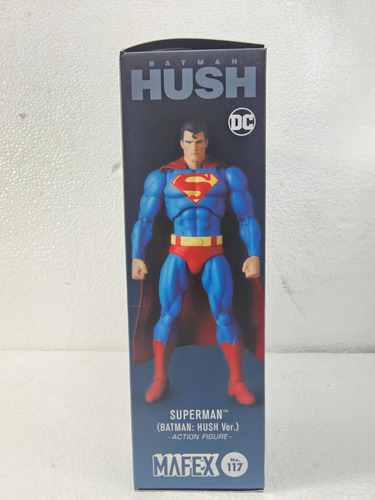 BATMAN
HUSH
DC
S
SUPERMAN™
(BATMAN: HUSH Ver.)
-ACTION FIGURE-
MAFEX No. 117